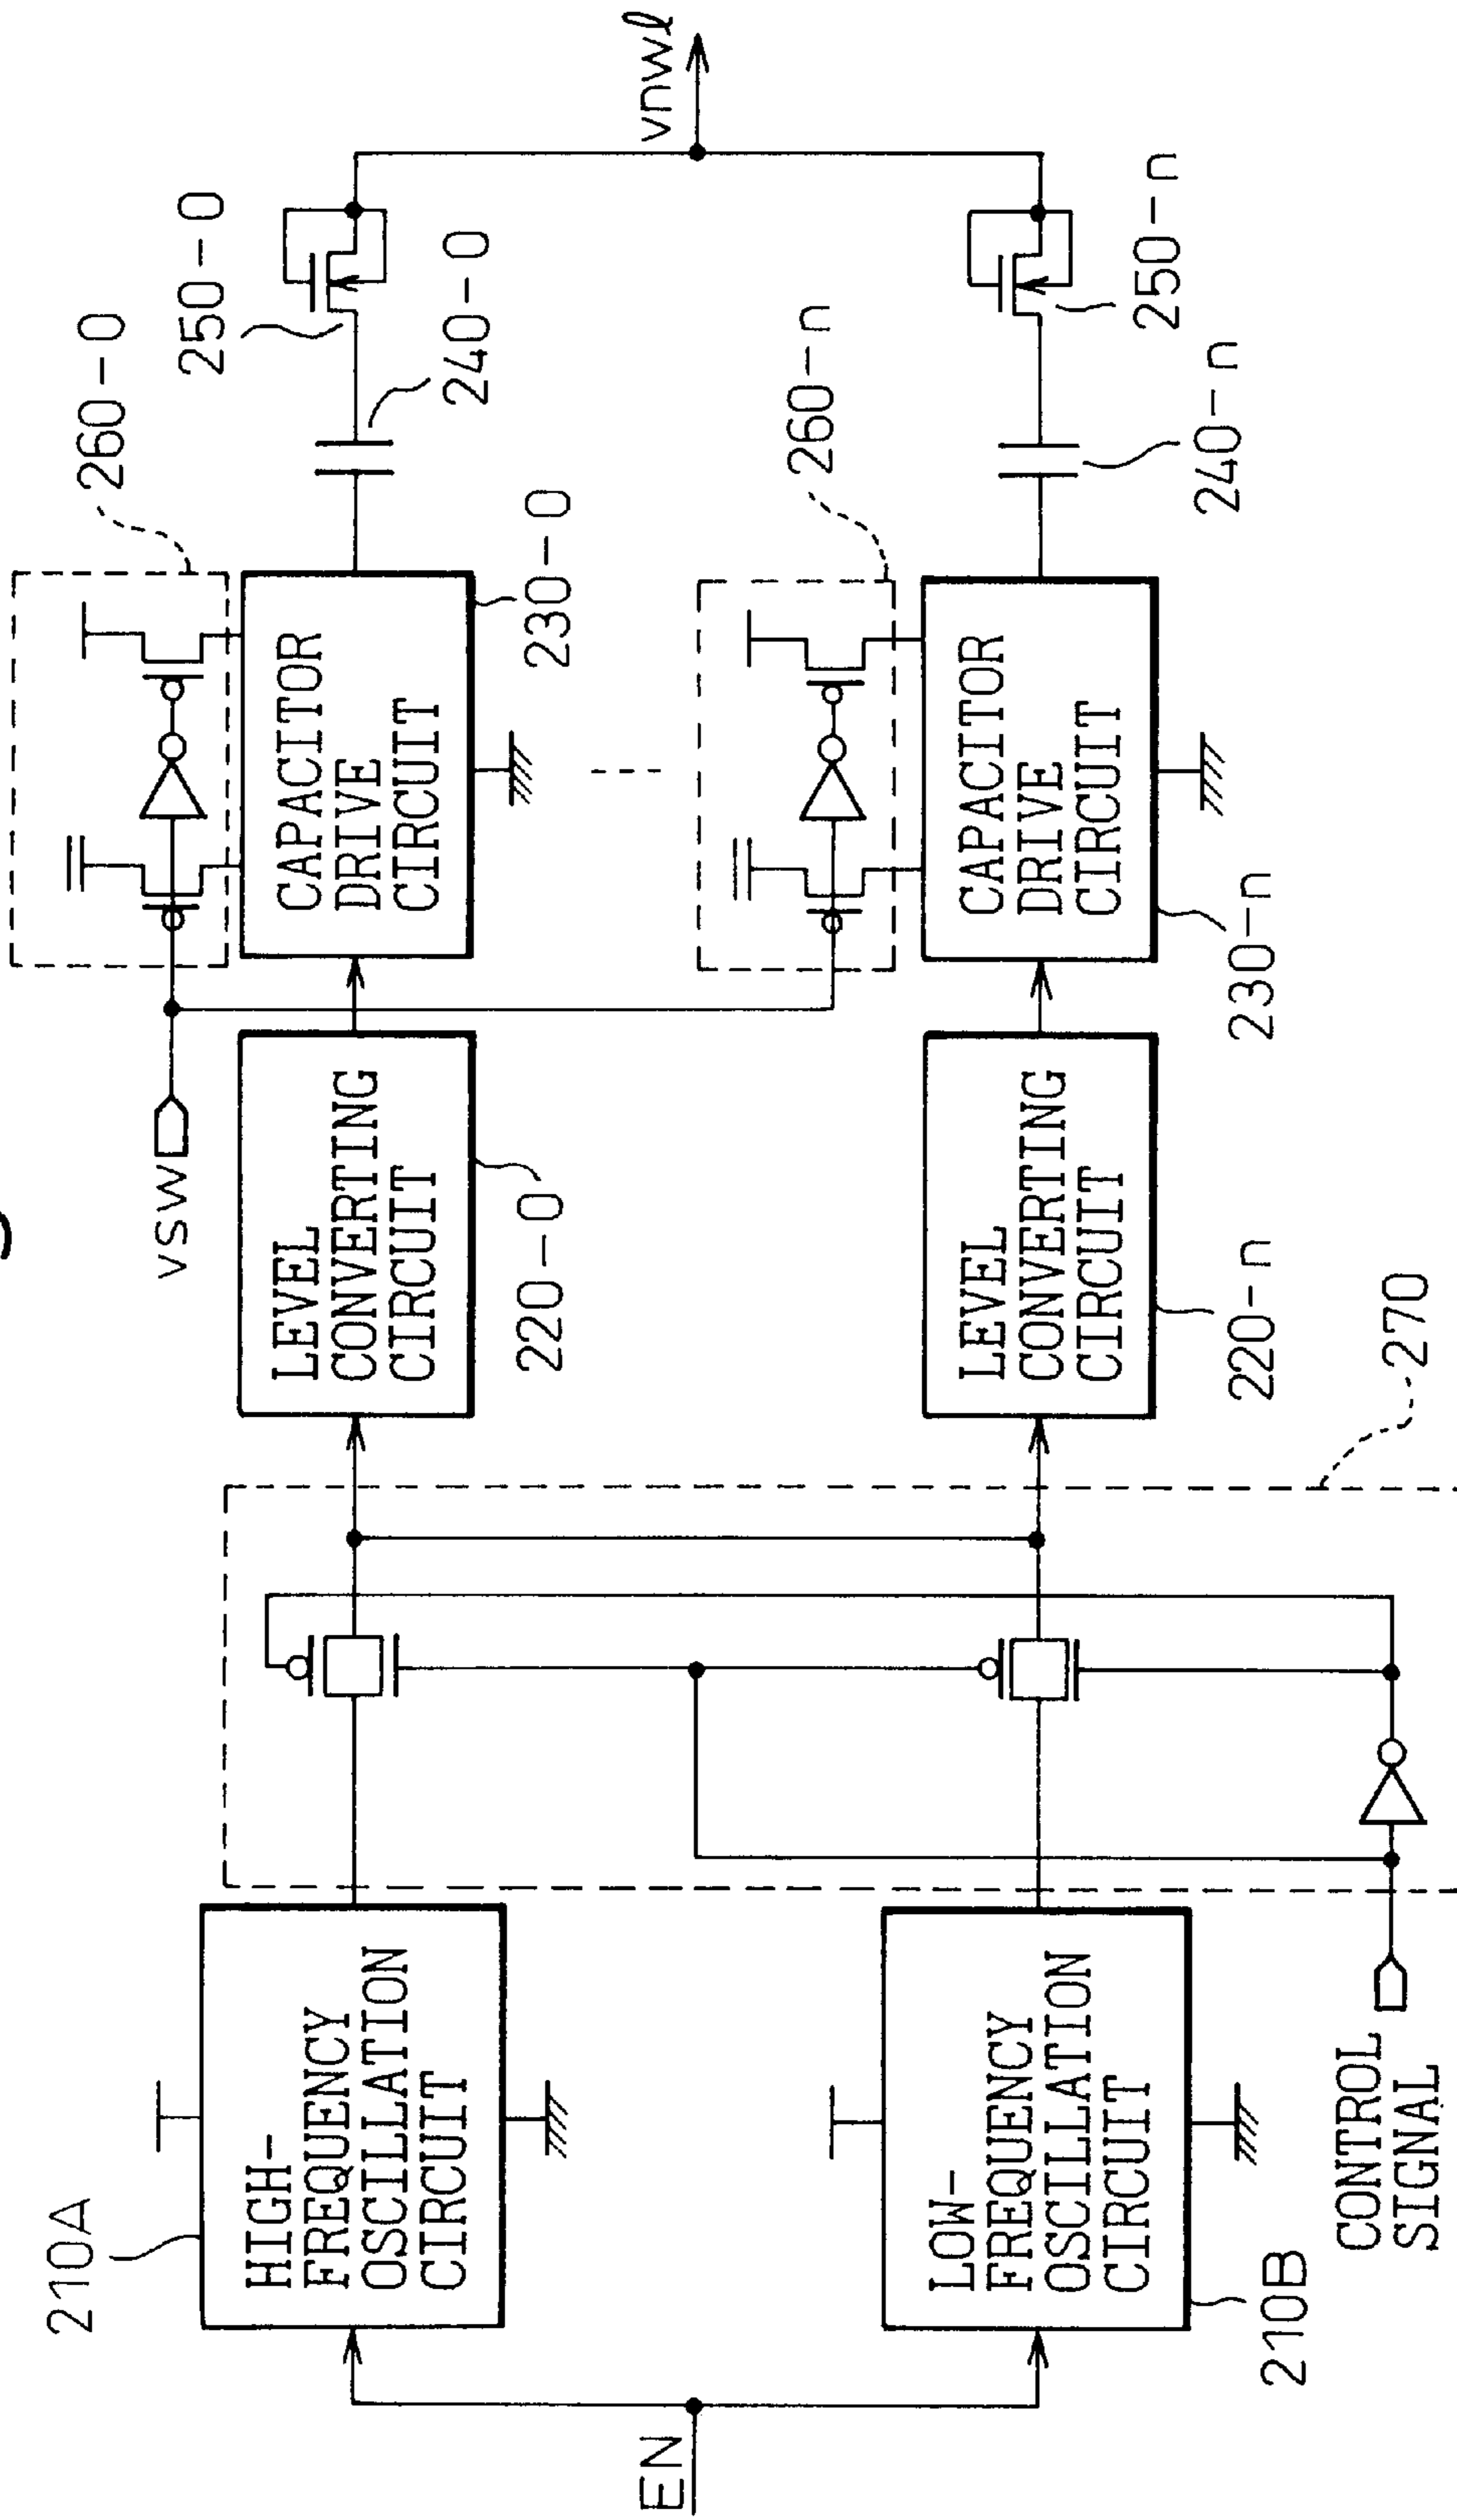 EN
210A
HIGH-
FREQUENCY
OSCILLATION
CIRCUIT
LOW-
FREQUENCY
OSCILLATION
CIRCUIT
210B
CONTROL
SIGNAL
270
vsw
LEVEL
CONVERTING
CIRCUIT
220-0
LEVEL
CONVERTING
CIRCUIT
220-n
260-0
CAPACITOR
DRIVE
CIRCUIT
230-0
260-n
CAPACITOR
DRIVE
CIRCUIT
230-n
250-0
240-0
240-n
250-n
vnwℓ